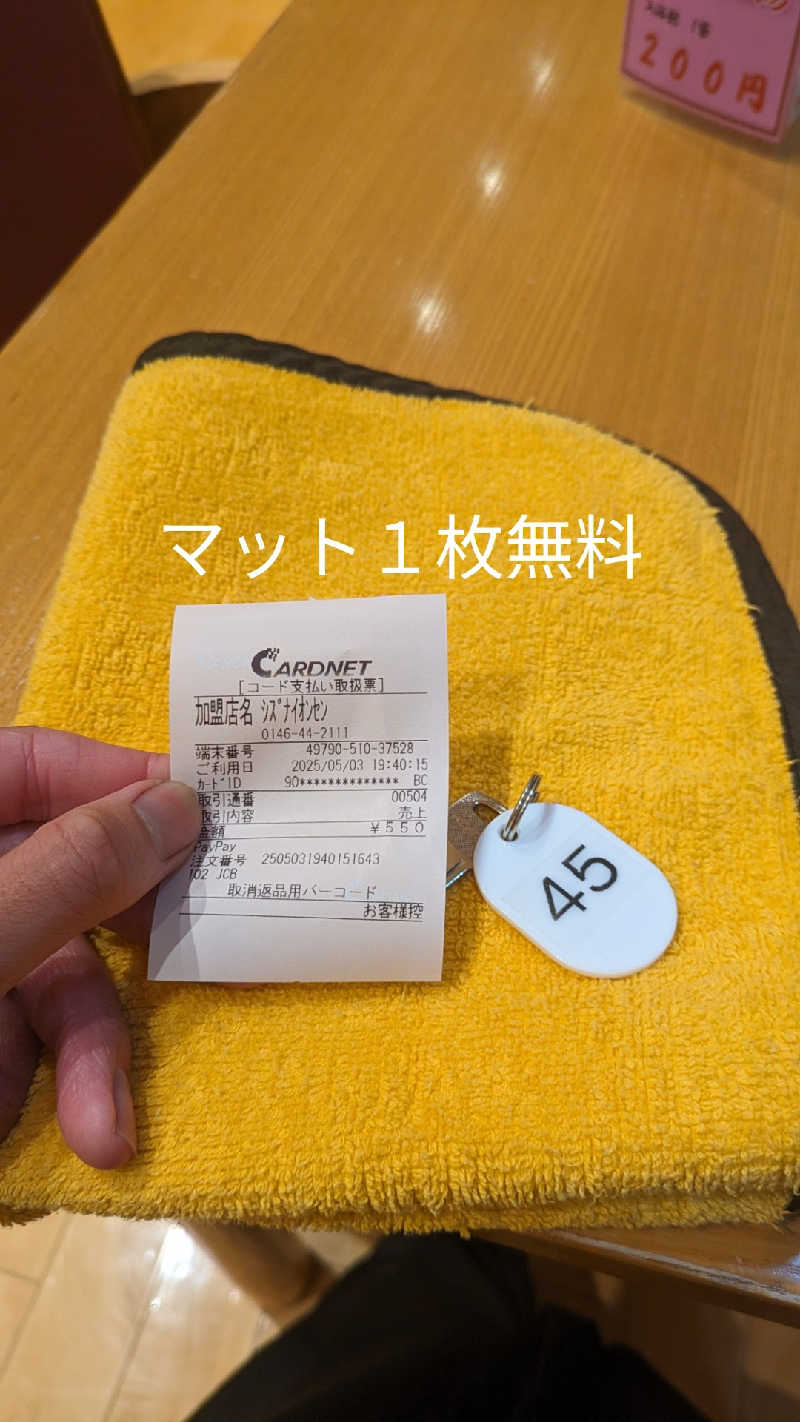 200円
マット１枚無料
CARDNET
[コード支払い取扱票]
加盟店名 ｼｽﾞﾅｲｵﾝｾﾝ
0146-44-2111
端末番号 49790-510-37528
ご利用日 2025/05/03 19:40:15
ｶｰﾄﾞID 90************** BC
取引通番 00504
取引内容 売上
金額 ￥550
PayPay
注文番号 2505031940151643
102 JCB
取消返品用バーコード
お客様控
45